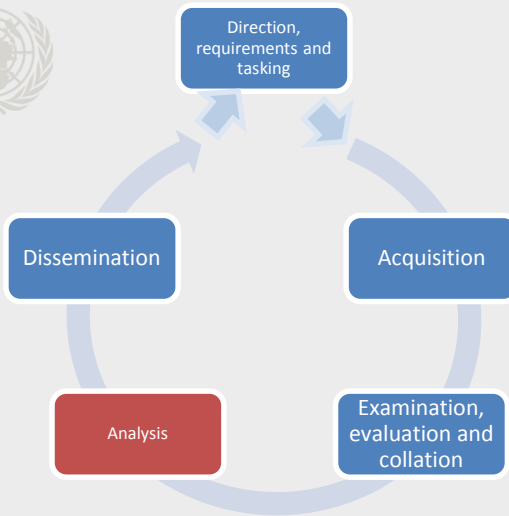 Direction,
requirements and
tasking
Dissemination
Acquisition
Analysis
Examination,
evaluation and
collation